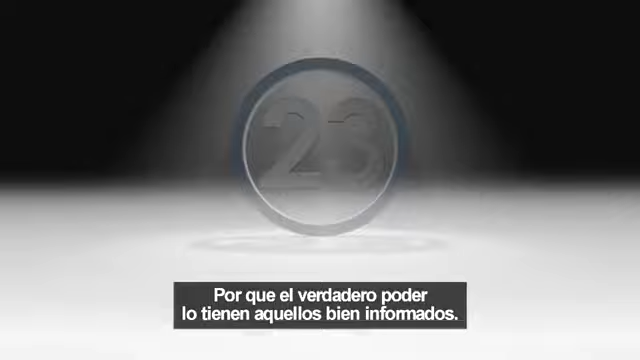 23
Por que el verdadero poder
lo tienen aquellos bien informados.